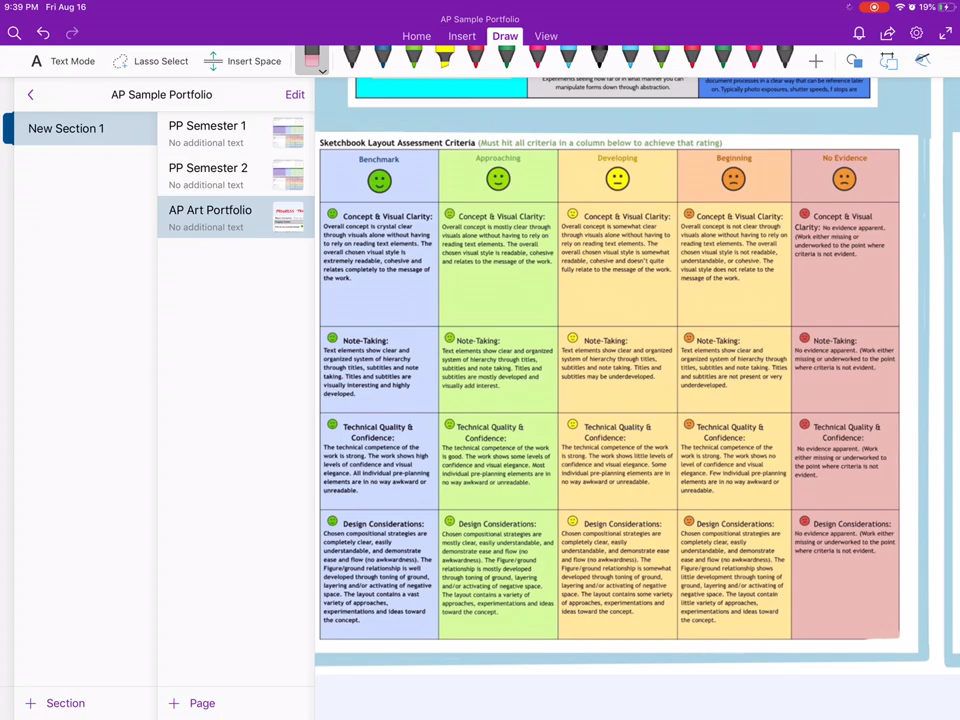 9:39 PM Fri Aug 16
19%
AP Sample Portfolio
Home Insert Draw View
A Text Mode Lasso Select Insert Space
AP Sample Portfolio Edit
New Section 1
PP Semester 1
No additional text
PP Semester 2
No additional text
AP Art Portfolio
No additional text
Section
Page
Experiments seeing how far or in what manner you can
manipulate forms down through abstraction.
document processes in a clear way that can be reference later
on. Typically photo exposures, shutter speeds, f stops are
Sketchbook Layout Assessment Criteria (Must hit all criteria in a column below to achieve that rating)
Benchmark Approaching Developing Beginning No Evidence
Concept & Visual Clarity:
Overall concept is crystal clear
through visuals alone without having
to rely on text elements. The
overall chosen visual style is
extremely readable, cohesive and
relates completely to the message of
the work.
Concept & Visual Clarity:
Overall concept is mostly clear
through visuals alone without having to rely on
reading text elements. The overall
chosen visual style is readable, cohesive
and relates to the message of the work.
Concept & Visual Clarity:
Overall concept is somewhat clear
through visuals alone without having to rely on
reading text elements. The overall
chosen visual style is somewhat
readable, cohesive and doesn't quite
fully relate to the message of the work.
Concept & Visual Clarity:
Overall concept is not clear through
visuals alone without having to rely on
reading text elements. The overall
chosen visual style is not readable,
understandable, or cohesive. The
visual style does not relate to the
message of the work.
Concept & Visual
Clarity: No evidence apparent.
(Work either missing or
underworked to the point where
criteria is not evident.
Note-Taking:
Text elements show clear and
organized system of hierarchy
through titles, subtitles and note
taking. Titles and subtitles are
visually interesting and highly
developed.
Note-Taking:
Text elements show clear and organized
system of hierarchy through titles,
subtitles and note taking. Titles and
subtitles are mostly developed and
visually add interest.
Note-Taking:
Text elements show clear and organized
system of hierarchy through titles,
subtitles and note taking. Titles and
subtitles may be underdeveloped.
Note-Taking:
Text elements show clear and
organized system of hierarchy through
titles, subtitles and note taking.
Titles and
subtitles are not present or very
underdeveloped.
Note-Taking:
No evidence apparent. (Work either
missing or underworked to the point
where criteria is not evident.
Technical Quality &
Confidence:
The technical competence of the work
is strong. The work shows high
levels of confidence and visual
elegance. All individual pre-planning
elements are in no way awkward or
unreadable.
Technical Quality &
Confidence:
The technical competence of the work
is good. The work shows some levels of
confidence and visual elegance. Most
individual pre-planning elements are in
no way awkward or unreadable.
Technical Quality &
Confidence:
The technical competence of the work
is strong. The work shows little levels of
confidence and visual elegance. Some
individual pre-planning elements are in
no way awkward or unreadable.
Technical Quality &
Confidence:
The technical competence of the
work is strong. The work shows no
level of confidence and visual
elegance. Few individual pre-planning
elements are in no way awkward or
unreadable.
Technical Quality &
Confidence:
No evidence apparent. (Work
either missing or underworked to
the point where criteria is not
evident.
Design Considerations:
Chosen compositional strategies are
completely clear, easily
understandable, and demonstrate
ease and flow (no awkwardness). The
Figure/ground relationship is well
developed through toning of ground,
layering and/or activating of negative
space. The layout contains a vast
variety of approaches,
experimentations and ideas toward
the concept.
Design Considerations:
Chosen compositional strategies are
mostly clear, easily understandable, and
demonstrate ease and flow (no
awkwardness). The Figure/ground
relationship is mostly developed
through toning of ground, layering
and/or activating of negative space.
The layout contains a variety of
approaches, experimentations and ideas
toward the concept.
Design Considerations:
Chosen compositional strategies are
completely clear, easily
understandable, and demonstrate ease
and flow (no awkwardness). The
Figure/ground relationship is somewhat
developed through toning of ground,
layering and/or activating of negative
space. The layout contain some variety
of approaches, experimentations and
ideas toward the concept.
Design Considerations:
Chosen compositional strategies are
completely clear, easily
understandable, and demonstrate
ease and flow (no awkwardness). The
Figure/ground relationship shows
little development through toning of
ground, layering and/or activating of
negative space. The layout contain
little variety of approaches,
experimentations and ideas toward
the concept.
Design Considerations:
No evidence apparent. (Work either
missing or underworked to the point
where criteria is not evident.